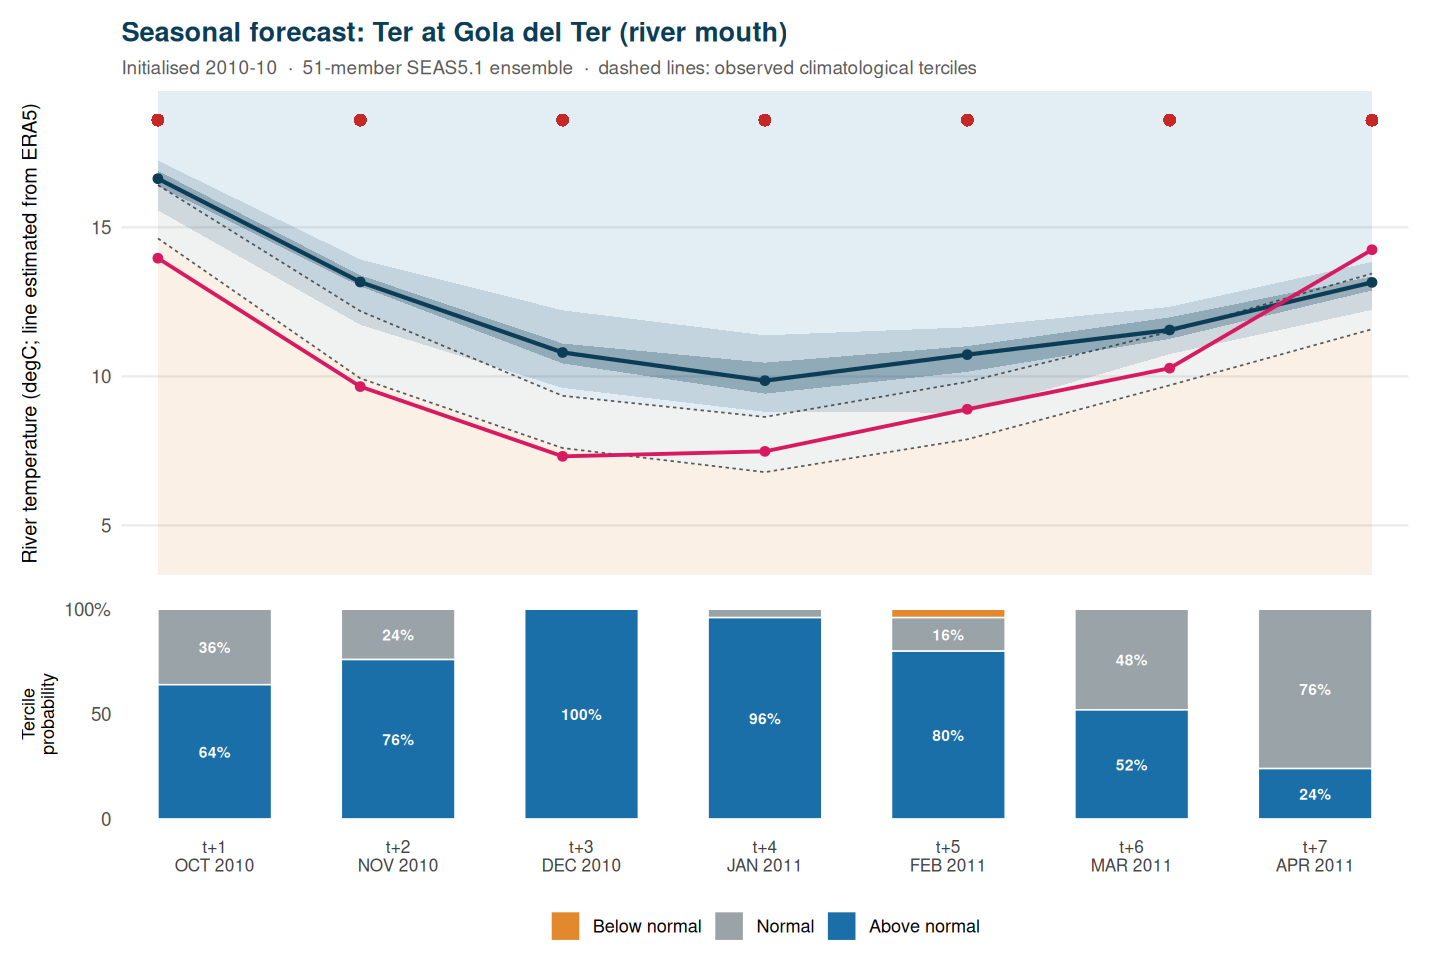 Seasonal forecast: Ter at Gola del Ter (river mouth)
Initialised 2010-10 · 51-member SEAS5.1 ensemble · dashed lines: observed climatological terciles
River temperature (degC; line estimated from ERA5)
15
10
5
Tercile
probability
100%
50
0
36%
64%
24%
76%
100%
96%
16%
80%
48%
52%
76%
24%
t+1
OCT 2010
t+2
NOV 2010
t+3
DEC 2010
t+4
JAN 2011
t+5
FEB 2011
t+6
MAR 2011
t+7
APR 2011
Below normal
Normal
Above normal